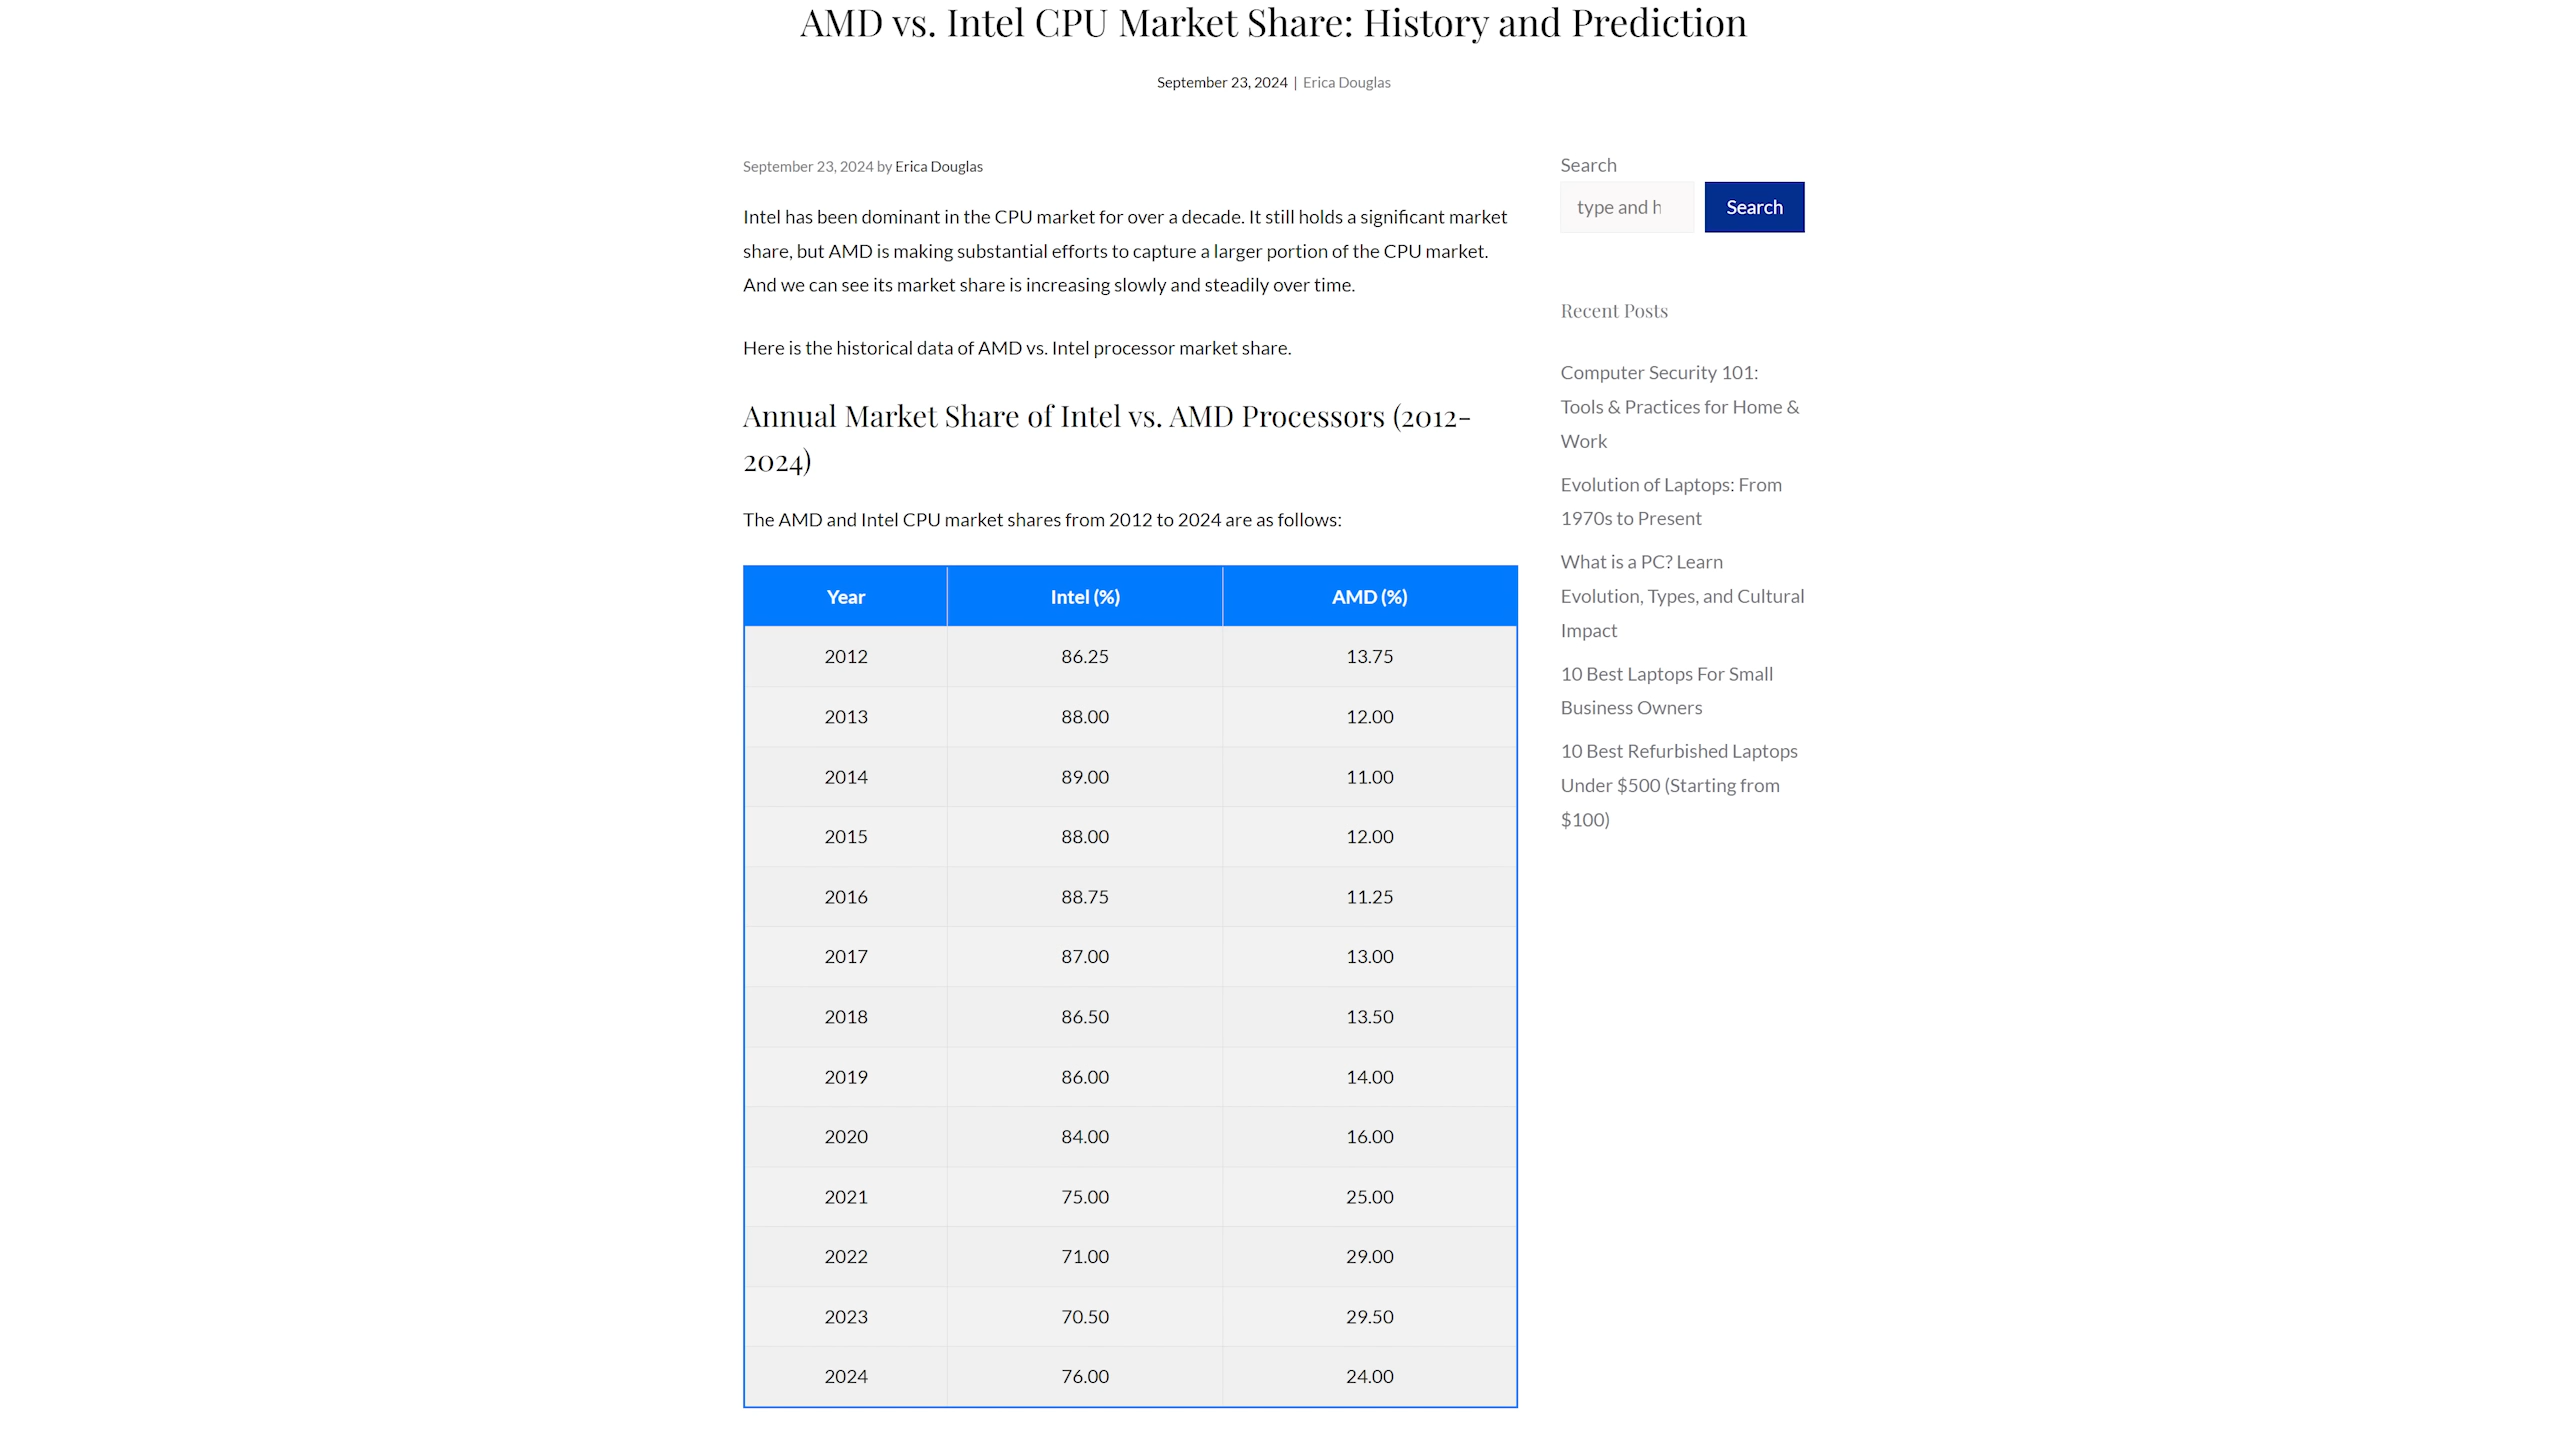 AMD vs. Intel CPU Market Share: History and Prediction
September 23, 2024 | Erica Douglas
September 23, 2024 by Erica Douglas
Intel has been dominant in the CPU market for over a decade. It still holds a significant market
share, but AMD is making substantial efforts to capture a larger portion of the CPU market.
And we can see its market share is increasing slowly and steadily over time.
Here is the historical data of AMD vs. Intel processor market share.
Annual Market Share of Intel vs. AMD Processors (2012-
2024)
The AMD and Intel CPU market shares from 2012 to 2024 are as follows:
Year Intel (%) AMD (%)
2012 86.25 13.75
2013 88.00 12.00
2014 89.00 11.00
2015 88.00 12.00
2016 88.75 11.25
2017 87.00 13.00
2018 86.50 13.50
2019 86.00 14.00
2020 84.00 16.00
2021 75.00 25.00
2022 71.00 29.00
2023 70.50 29.50
2024 76.00 24.00
Search
type and h Search
Recent Posts
Computer Security 101:
Tools & Practices for Home &
Work
Evolution of Laptops: From
1970s to Present
What is a PC? Learn
Evolution, Types, and Cultural
Impact
10 Best Laptops For Small
Business Owners
10 Best Refurbished Laptops
Under $500 (Starting from
$100)